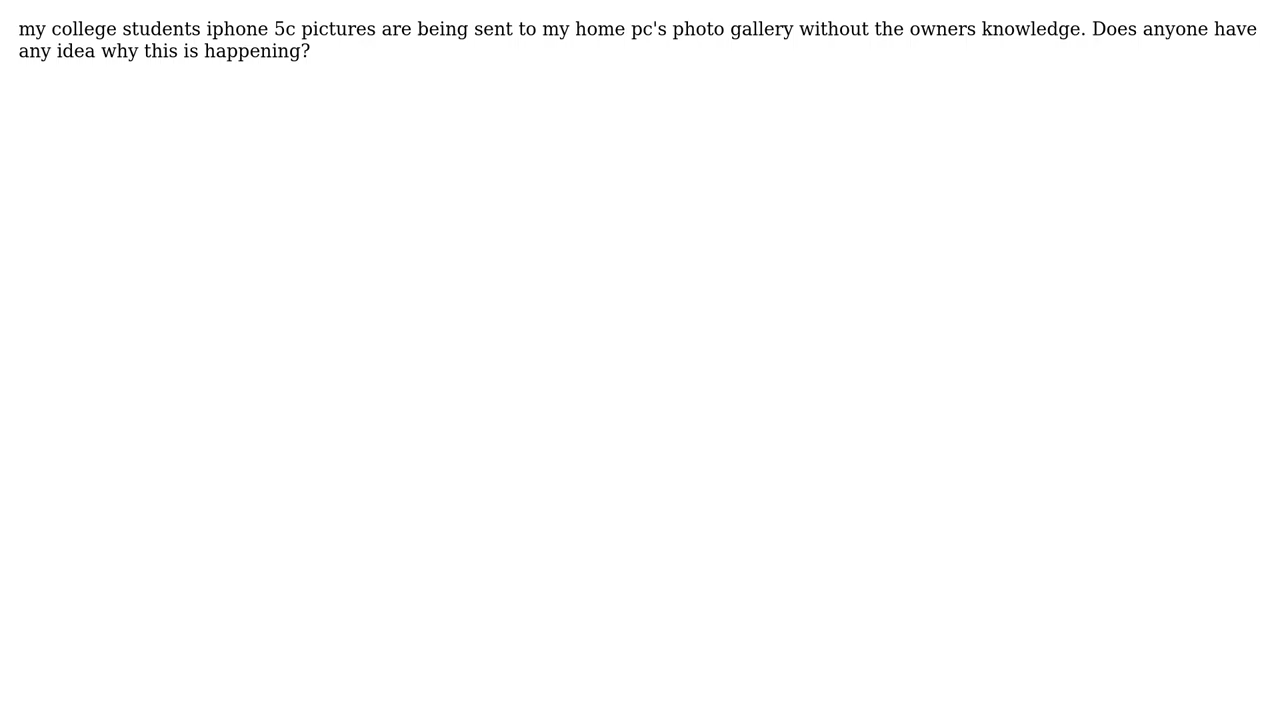 my college students iphone 5c pictures are being sent to my home pc's photo gallery without the owners knowledge. Does anyone have
any idea why this is happening?